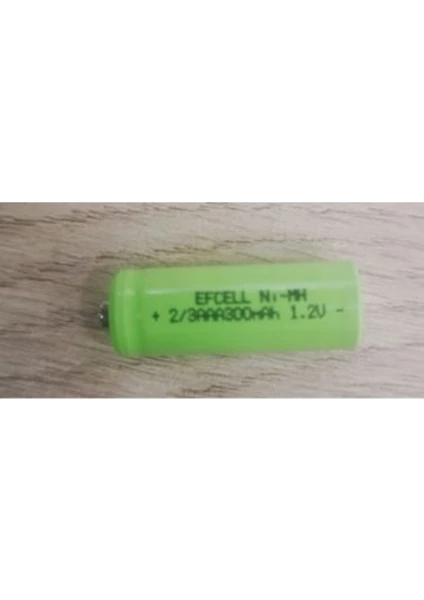 EFCELL Ni-MH
+ 2/3AAA300mAh 1.2V -